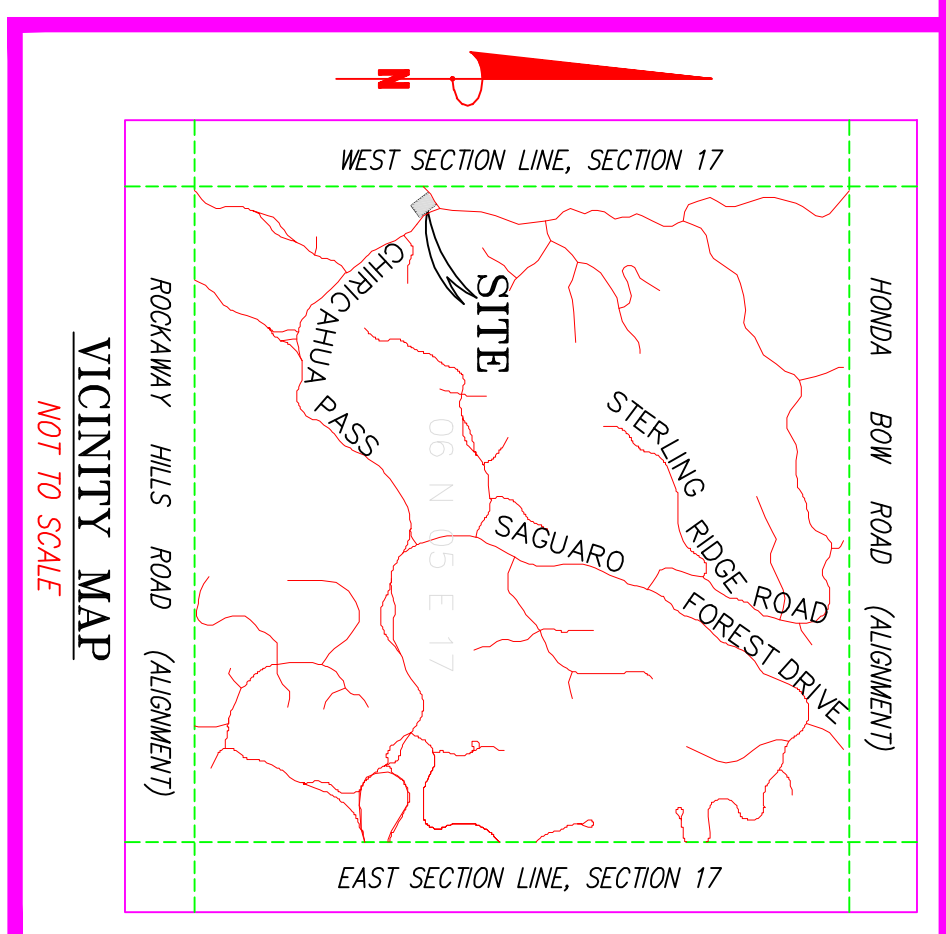 N
WEST SECTION LINE, SECTION 17
SITE
CHIRICAHUA PASS
HONDA BOW ROAD (ALIGNMENT)
ROCKAWAY HILLS ROAD (ALIGNMENT)
STERLING RIDGE ROAD
06 N 05 E 17
SAGUARO FOREST DRIVE
VICINITY MAP
NOT TO SCALE
EAST SECTION LINE, SECTION 17